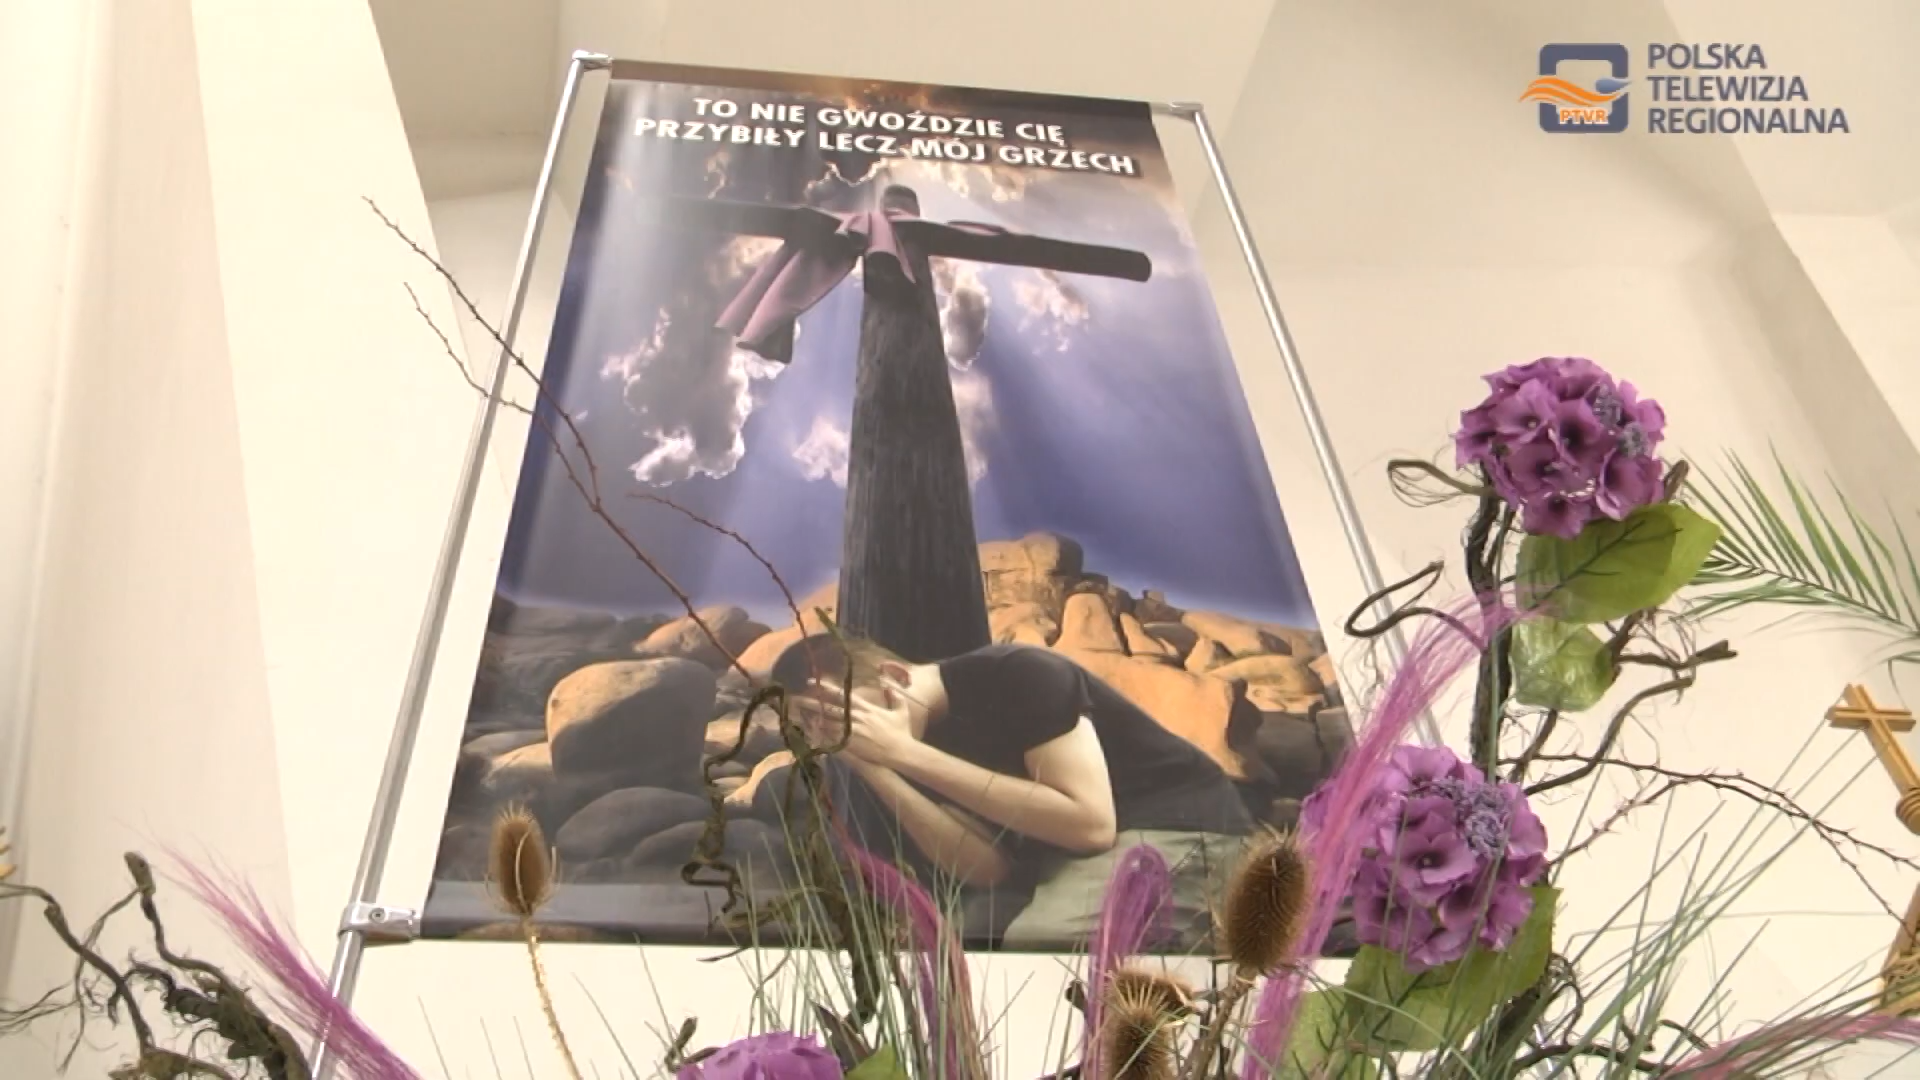 TO NIE GWOŹDZIE CIĘ
PRZYBIŁY LECZ MÓJ GRZECH
POLSKA
TELEWIZJA
REGIONALNA
PTVR